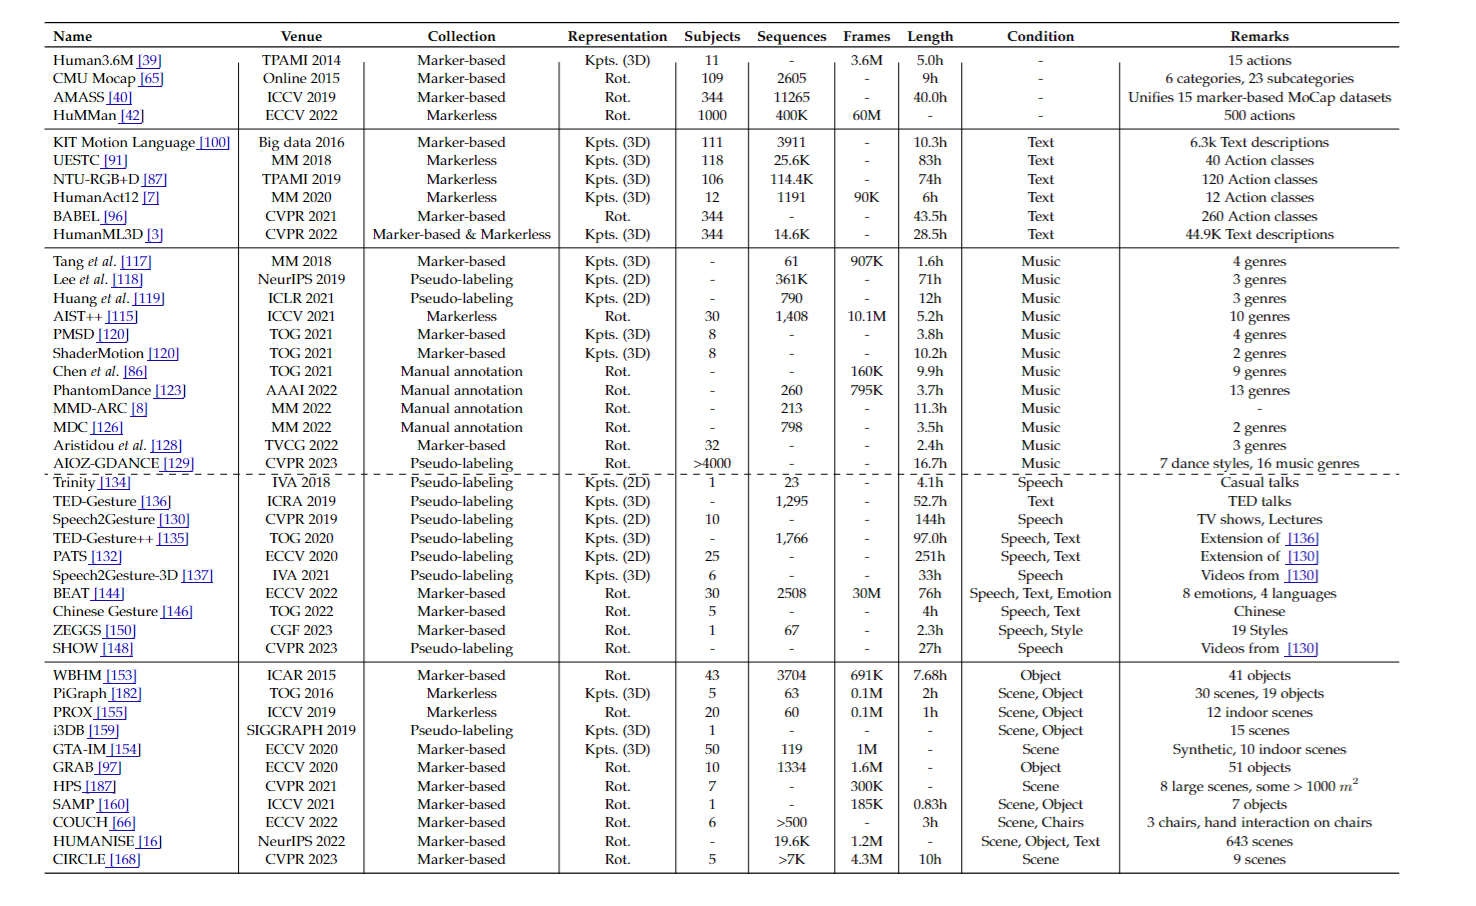 Name Venue Collection Representation Subjects Sequences Frames Length Condition Remarks
Human3.6M [39] TPAMI 2014 Marker-based Kpts. (3D) 11 - 3.6M 5.0h - 15 actions
CMU Mocap [65] Online 2015 Marker-based Rot. 109 2605 - 9h - 6 categories, 23 subcategories
AMASS [40] ICCV 2019 Marker-based Rot. 344 11265 - 40.0h - Unifies 15 marker-based MoCap datasets
HuMMan [42] ECCV 2022 Markerless Rot. 1000 400K 60M - - 500 actions
KIT Motion Language [100] Big data 2016 Marker-based Kpts. (3D) 111 3911 - 10.3h Text 6.3k Text descriptions
UESTC [91] MM 2018 Markerless Kpts. (3D) 118 25.6K - 83h Text 40 Action classes
NTU-RGB+D [87] TPAMI 2019 Markerless Kpts. (3D) 106 114.4K - 74h Text 120 Action classes
HumanAct12 [7] MM 2020 Markerless Kpts. (3D) 12 1191 90K 6h Text 12 Action classes
BABEL [96] CVPR 2021 Marker-based Rot. 344 - - 43.5h Text 260 Action classes
HumanML3D [3] CVPR 2022 Marker-based & Markerless Kpts. (3D) 344 14.6K - 28.5h Text 44.9K Text descriptions
Tang et al. [117] MM 2018 Marker-based Kpts. (3D) - 61 907K 1.6h Music 4 genres
Lee et al. [118] NeurIPS 2019 Pseudo-labeling Kpts. (2D) - 361K - 71h Music 3 genres
Huang et al. [119] ICLR 2021 Pseudo-labeling Kpts. (2D) - 790 - 12h Music 3 genres
AIST++ [115] ICCV 2021 Markerless Rot. 30 1,408 10.1M 5.2h Music 10 genres
PMSD [120] TOG 2021 Marker-based Kpts. (3D) 8 - - 3.8h Music 4 genres
ShaderMotion [120] TOG 2021 Marker-based Kpts. (3D) 8 - - 10.2h Music 2 genres
Chen et al. [86] TOG 2021 Manual annotation Rot. - - 160K 9.9h Music 9 genres
PhantomDance [123] AAAI 2022 Manual annotation Rot. - 260 795K 3.7h Music 13 genres
MMD-ARC [8] MM 2022 Manual annotation Rot. - 213 - 11.3h Music -
MDC [126] MM 2022 Manual annotation Rot. - 798 - 3.5h Music 2 genres
Aristidou et al. [128] TVCG 2022 Marker-based Rot. 32 - - 2.4h Music 3 genres
AIOZ-GDANCE [129] CVPR 2023 Pseudo-labeling Rot. >4000 - - 16.7h Music 7 dance styles, 16 music genres
Trinity [134] IVA 2018 Pseudo-labeling Kpts. (2D) 1 23 - 4.1h Speech Casual talks
TED-Gesture [136] ICRA 2019 Pseudo-labeling Kpts. (3D) - 1,295 - 52.7h Text TED talks
Speech2Gesture [130] CVPR 2019 Pseudo-labeling Kpts. (2D) 10 - - 144h Speech TV shows, Lectures
TED-Gesture++ [135] TOG 2020 Pseudo-labeling Kpts. (3D) - 1,766 - 97.0h Speech, Text Extension of [136]
PATS [132] ECCV 2020 Pseudo-labeling Kpts. (2D) 25 - - 251h Speech, Text Extension of [130]
Speech2Gesture-3D [137] IVA 2021 Pseudo-labeling Kpts. (3D) 6 - - 33h Speech Videos from [130]
BEAT [144] ECCV 2022 Marker-based Rot. 30 2508 30M 76h Speech, Text, Emotion 8 emotions, 4 languages
Chinese Gesture [146] TOG 2022 Marker-based Rot. 5 - - 4h Speech, Text Chinese
ZEGGS [150] CGF 2023 Marker-based Rot. 1 67 - 2.3h Speech, Style 19 Styles
SHOW [148] CVPR 2023 Pseudo-labeling Rot. - - - 27h Speech Videos from [130]
WBHM [153] ICAR 2015 Marker-based Rot. 43 3704 691K 7.68h Object 41 objects
PiGraph [182] TOG 2016 Markerless Kpts. (3D) 5 63 0.1M 2h Scene, Object 30 scenes, 19 objects
PROX [155] ICCV 2019 Markerless Rot. 20 60 0.1M 1h Scene, Object 12 indoor scenes
i3DB [159] SIGGRAPH 2019 Pseudo-labeling Kpts. (3D) 1 - - - Scene, Object 15 scenes
GTA-IM [154] ECCV 2020 Marker-based Kpts. (3D) 50 119 1M - Scene Synthetic, 10 indoor scenes
GRAB [97] ECCV 2020 Marker-based Rot. 10 1334 1.6M - Object 51 objects
HPS [187] CVPR 2021 Marker-based Rot. 7 - 300K - Scene 8 large scenes, some > 1000 m²
SAMP [160] ICCV 2021 Marker-based Rot. 1 - 185K 0.83h Scene, Object 7 objects
COUCH [66] ECCV 2022 Marker-based Rot. 6 >500 - 3h Scene, Chairs 3 chairs, hand interaction on chairs
HUMANISE [16] NeurIPS 2022 Marker-based Rot. - 19.6K 1.2M - Scene, Object, Text 643 scenes
CIRCLE [168] CVPR 2023 Marker-based Rot. 5 >7K 4.3M 10h Scene 9 scenes